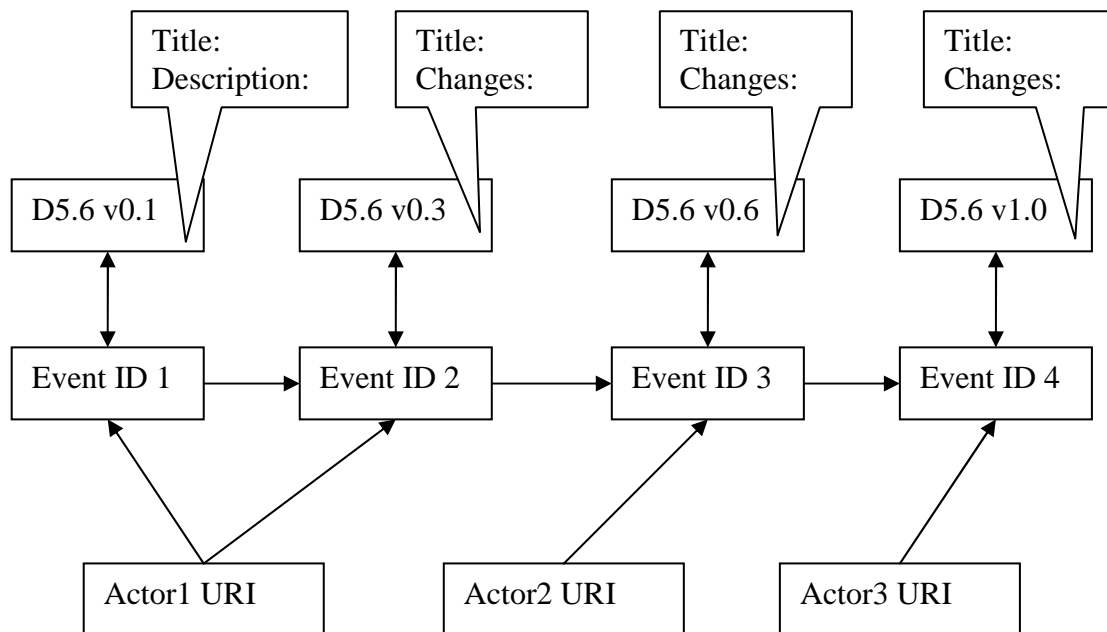 Title:
Description:
Title:
Changes:
Title:
Changes:
Title:
Changes:
D5.6 v0.1
D5.6 v0.3
D5.6 v0.6
D5.6 v1.0
Event ID 1
Event ID 2
Event ID 3
Event ID 4
Actor1 URI
Actor2 URI
Actor3 URI